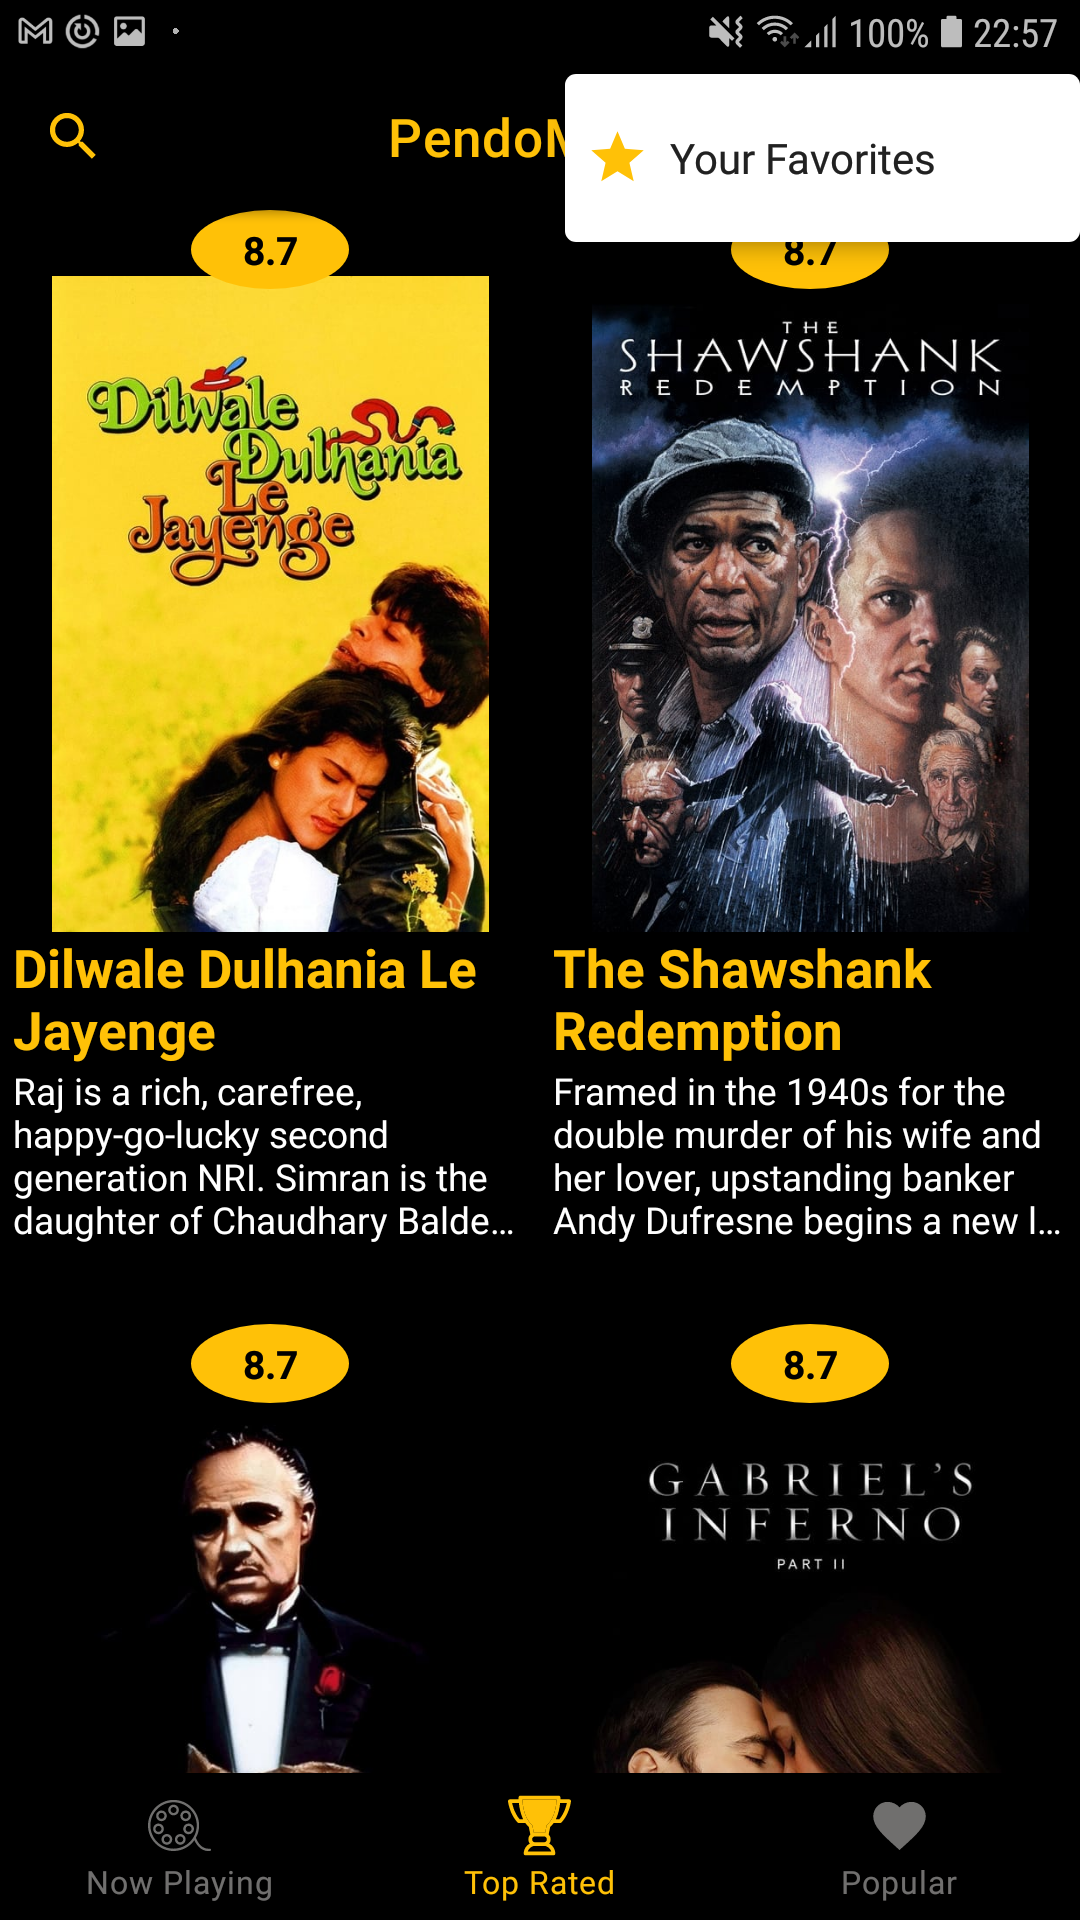 100% 22:57
PendoM
Your Favorites
8.7
8.7
Dilwale
Dulhania
Le
Jayenge
THE
SHAWSHANK
REDEMPTION
Dilwale Dulhania Le
Jayenge
The Shawshank
Redemption
Raj is a rich, carefree,
happy-go-lucky second
generation NRI. Simran is the
daughter of Chaudhary Balde...
Framed in the 1940s for the
double murder of his wife and
her lover, upstanding banker
Andy Dufresne begins a new l...
8.7
8.7
GABRIEL'S
INFERNO
PART II
Now Playing
Top Rated
Popular